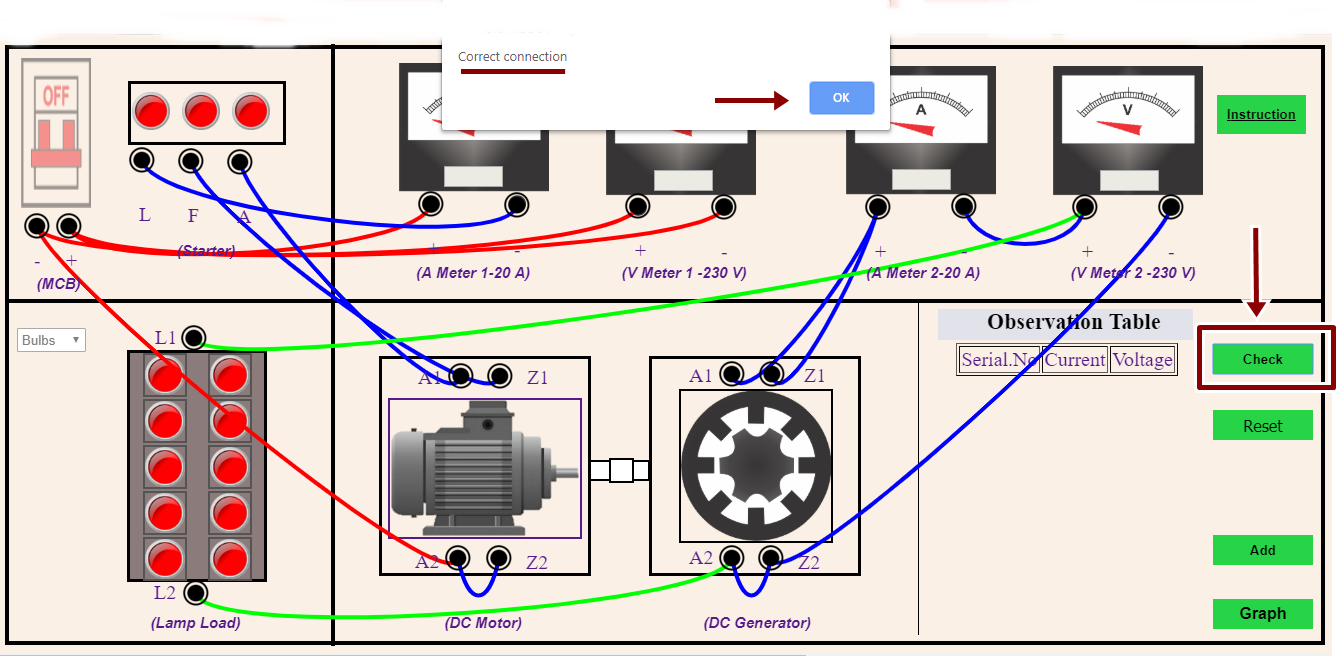 Correct connection
OK
OFF
A
V
Instruction
L F A
- +
(Starter)
(MCB)
+ -
(A Meter 1-20 A)
+ -
(V Meter 1 -230 V)
+ -
(A Meter 2-20 A)
+ -
(V Meter 2 -230 V)
Bulbs
L1
L2
(Lamp Load)
A1 Z1
A2 Z2
(DC Motor)
A1 Z1
A2 Z2
(DC Generator)
Observation Table
Serial.No Current Voltage
Check
Reset
Add
Graph